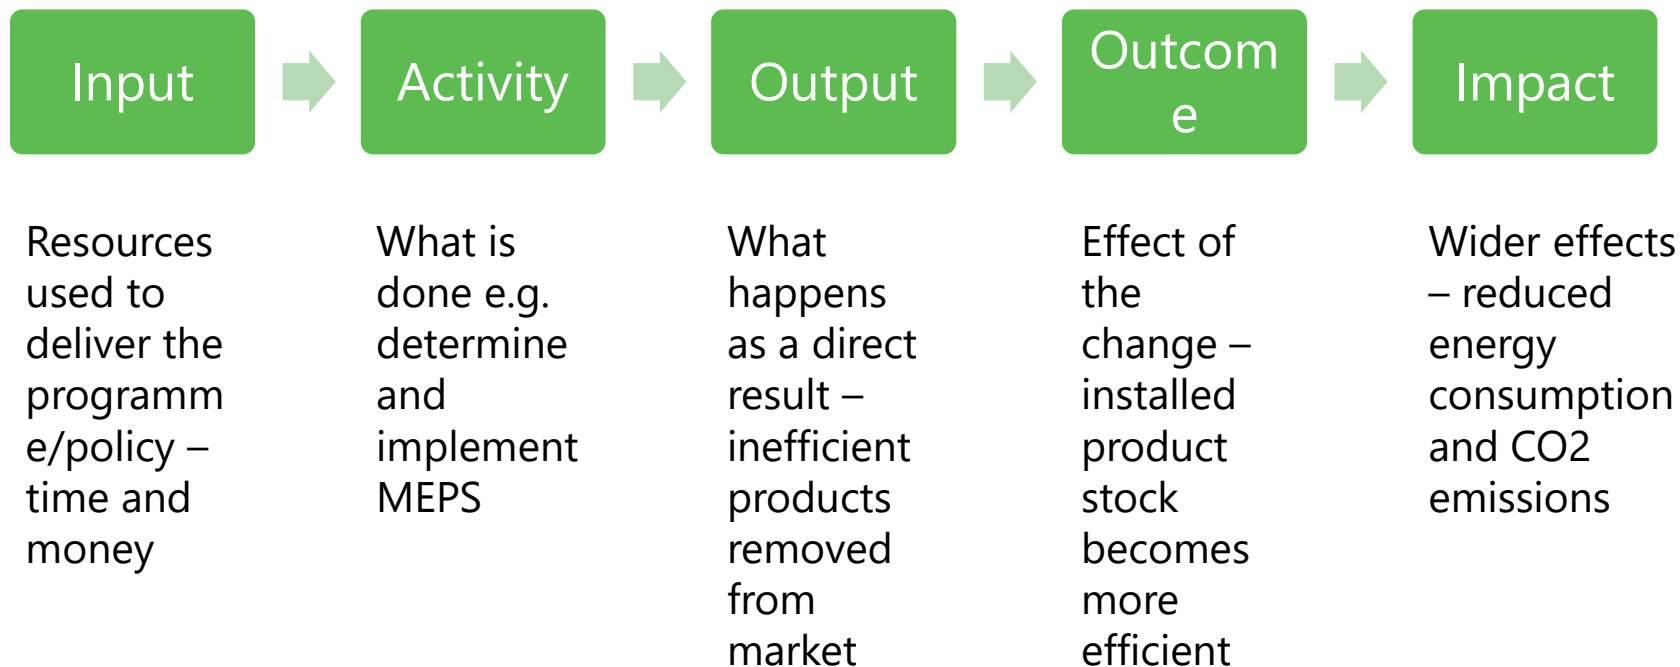 Input
Activity
Output
Outcom
e
Impact
Resources
used to
deliver the
programm
e/policy –
time and
money
What is
done e.g.
determine
and
implement
MEPS
What
happens
as a direct
result –
inefficient
products
removed
from
market
Effect of
the
change –
installed
product
stock
becomes
more
efficient
Wider effects
– reduced
energy
consumption
and CO2
emissions